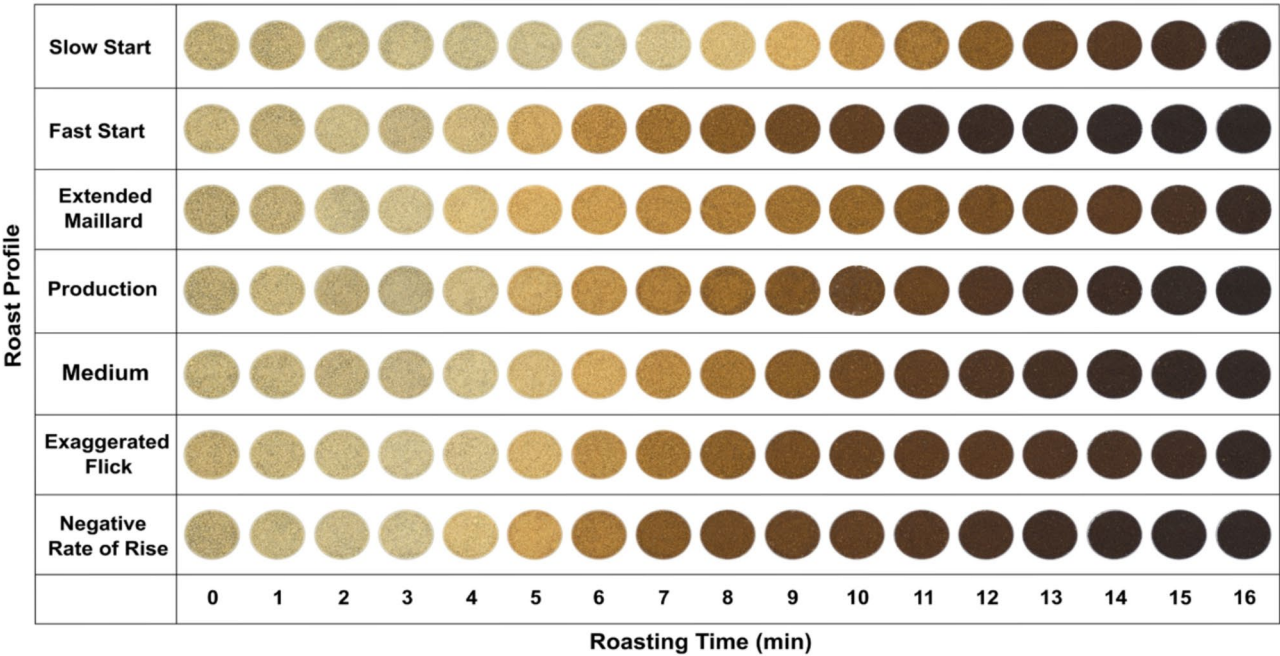 Roast Profile
Slow Start
Fast Start
Extended
Maillard
Production
Medium
Exaggerated
Flick
Negative
Rate of Rise
0 1 2 3 4 5 6 7 8 9 10 11 12 13 14 15 16
Roasting Time (min)